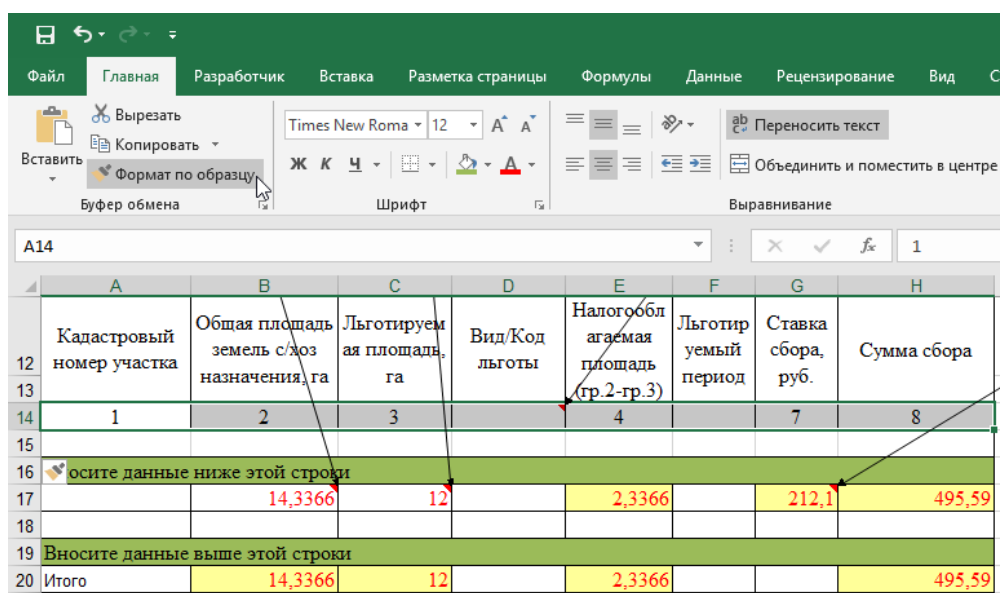 Файл Главная Разработчик Вставка Разметка страницы Формулы Данные Рецензирование Вид С
Вырезать
Копировать
Формат по образцу
Вставить
Буфер обмена
Times New Roma 12 A A
Ж К Ч А
Шрифт
ab Переносить текст
Объединить и поместить в центре
Выравнивание
A14 fx 1
A B C D E F G H
12 Кадастровый номер участка Общая площадь земель с/хоз назначения, га Льготируем ая площадь, га Вид/Код льготы Налогообл агаемая площадь (гр.2-гр.3) Льготир уемый период Ставка сбора, руб. Сумма сбора
13
14 1 2 3 4 7 8
15
16 осите данные ниже этой строки
17 14,3366 12 2,3366 212,1 495,59
18
19 Вносите данные выше этой строки
20 Итого 14,3366 12 2,3366 495,59